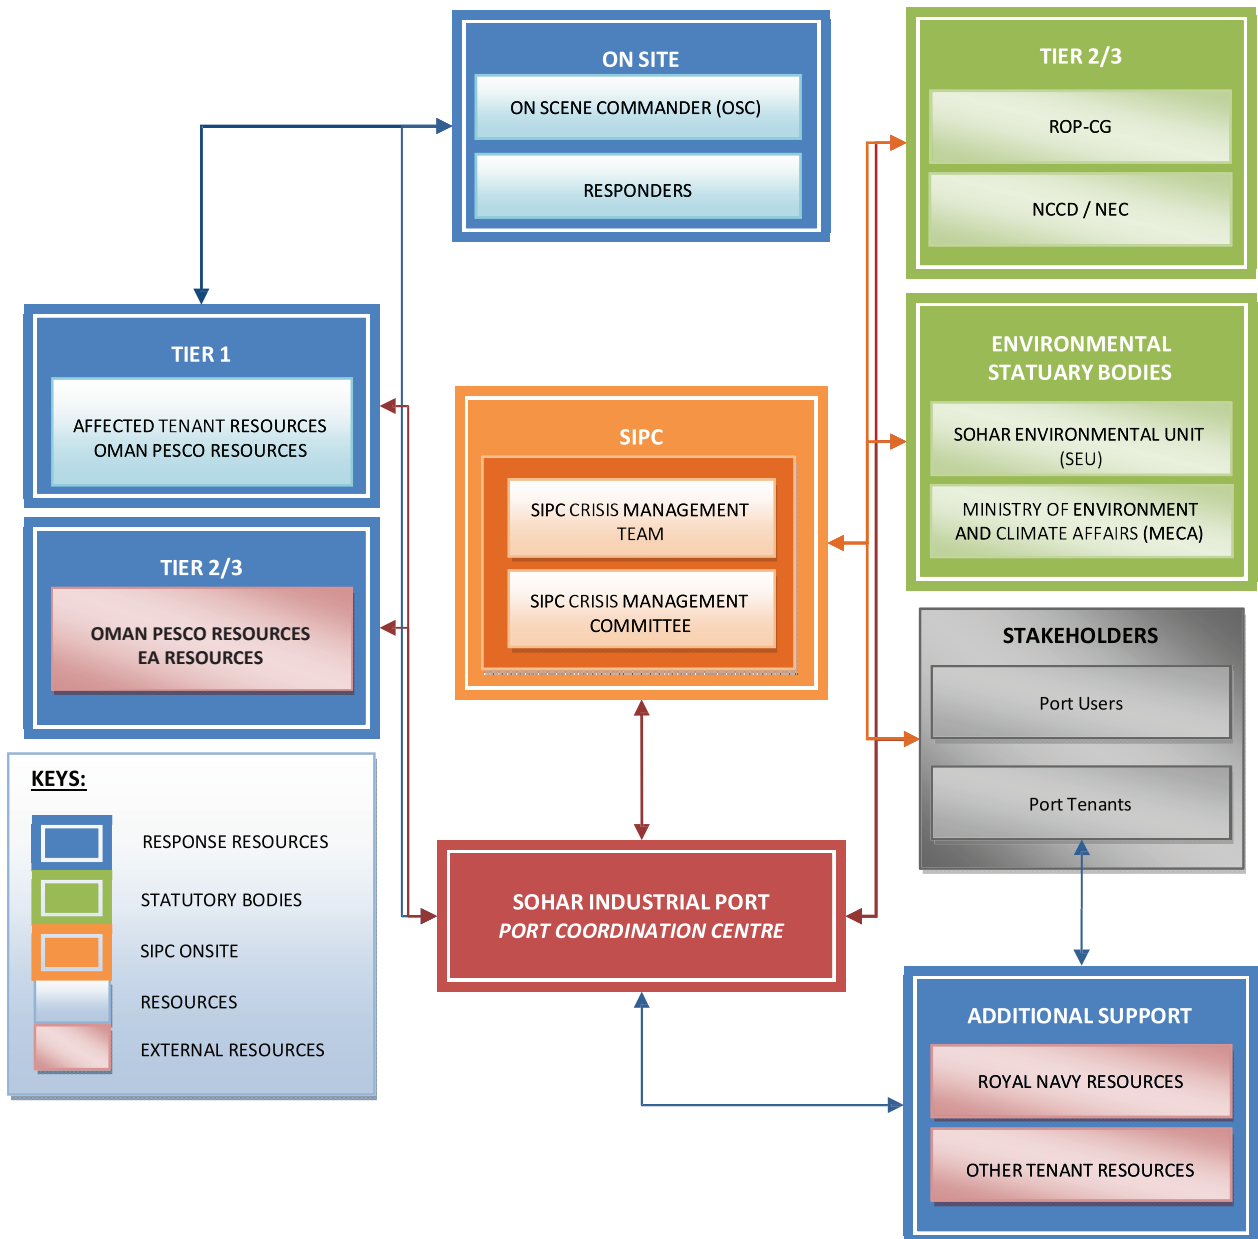 ON SITE
ON SCENE COMMANDER (OSC)
RESPONDERS
TIER 2/3
ROP-CG
NCCD / NEC
TIER 1
AFFECTED TENANT RESOURCES
OMAN PESCO RESOURCES
SIPC
SIPC CRISIS MANAGEMENT
TEAM
SIPC CRISIS MANAGEMENT
COMMITTEE
ENVIRONMENTAL
STATUARY BODIES
SOHAR ENVIRONMENTAL UNIT
(SEU)
MINISTRY OF ENVIRONMENT
AND CLIMATE AFFAIRS (MECA)
TIER 2/3
OMAN PESCO RESOURCES
EA RESOURCES
STAKEHOLDERS
Port Users
Port Tenants
KEYS:
RESPONSE RESOURCES
STATUTORY BODIES
SIPC ONSITE
RESOURCES
EXTERNAL RESOURCES
SOHAR INDUSTRIAL PORT
PORT COORDINATION CENTRE
ADDITIONAL SUPPORT
ROYAL NAVY RESOURCES
OTHER TENANT RESOURCES